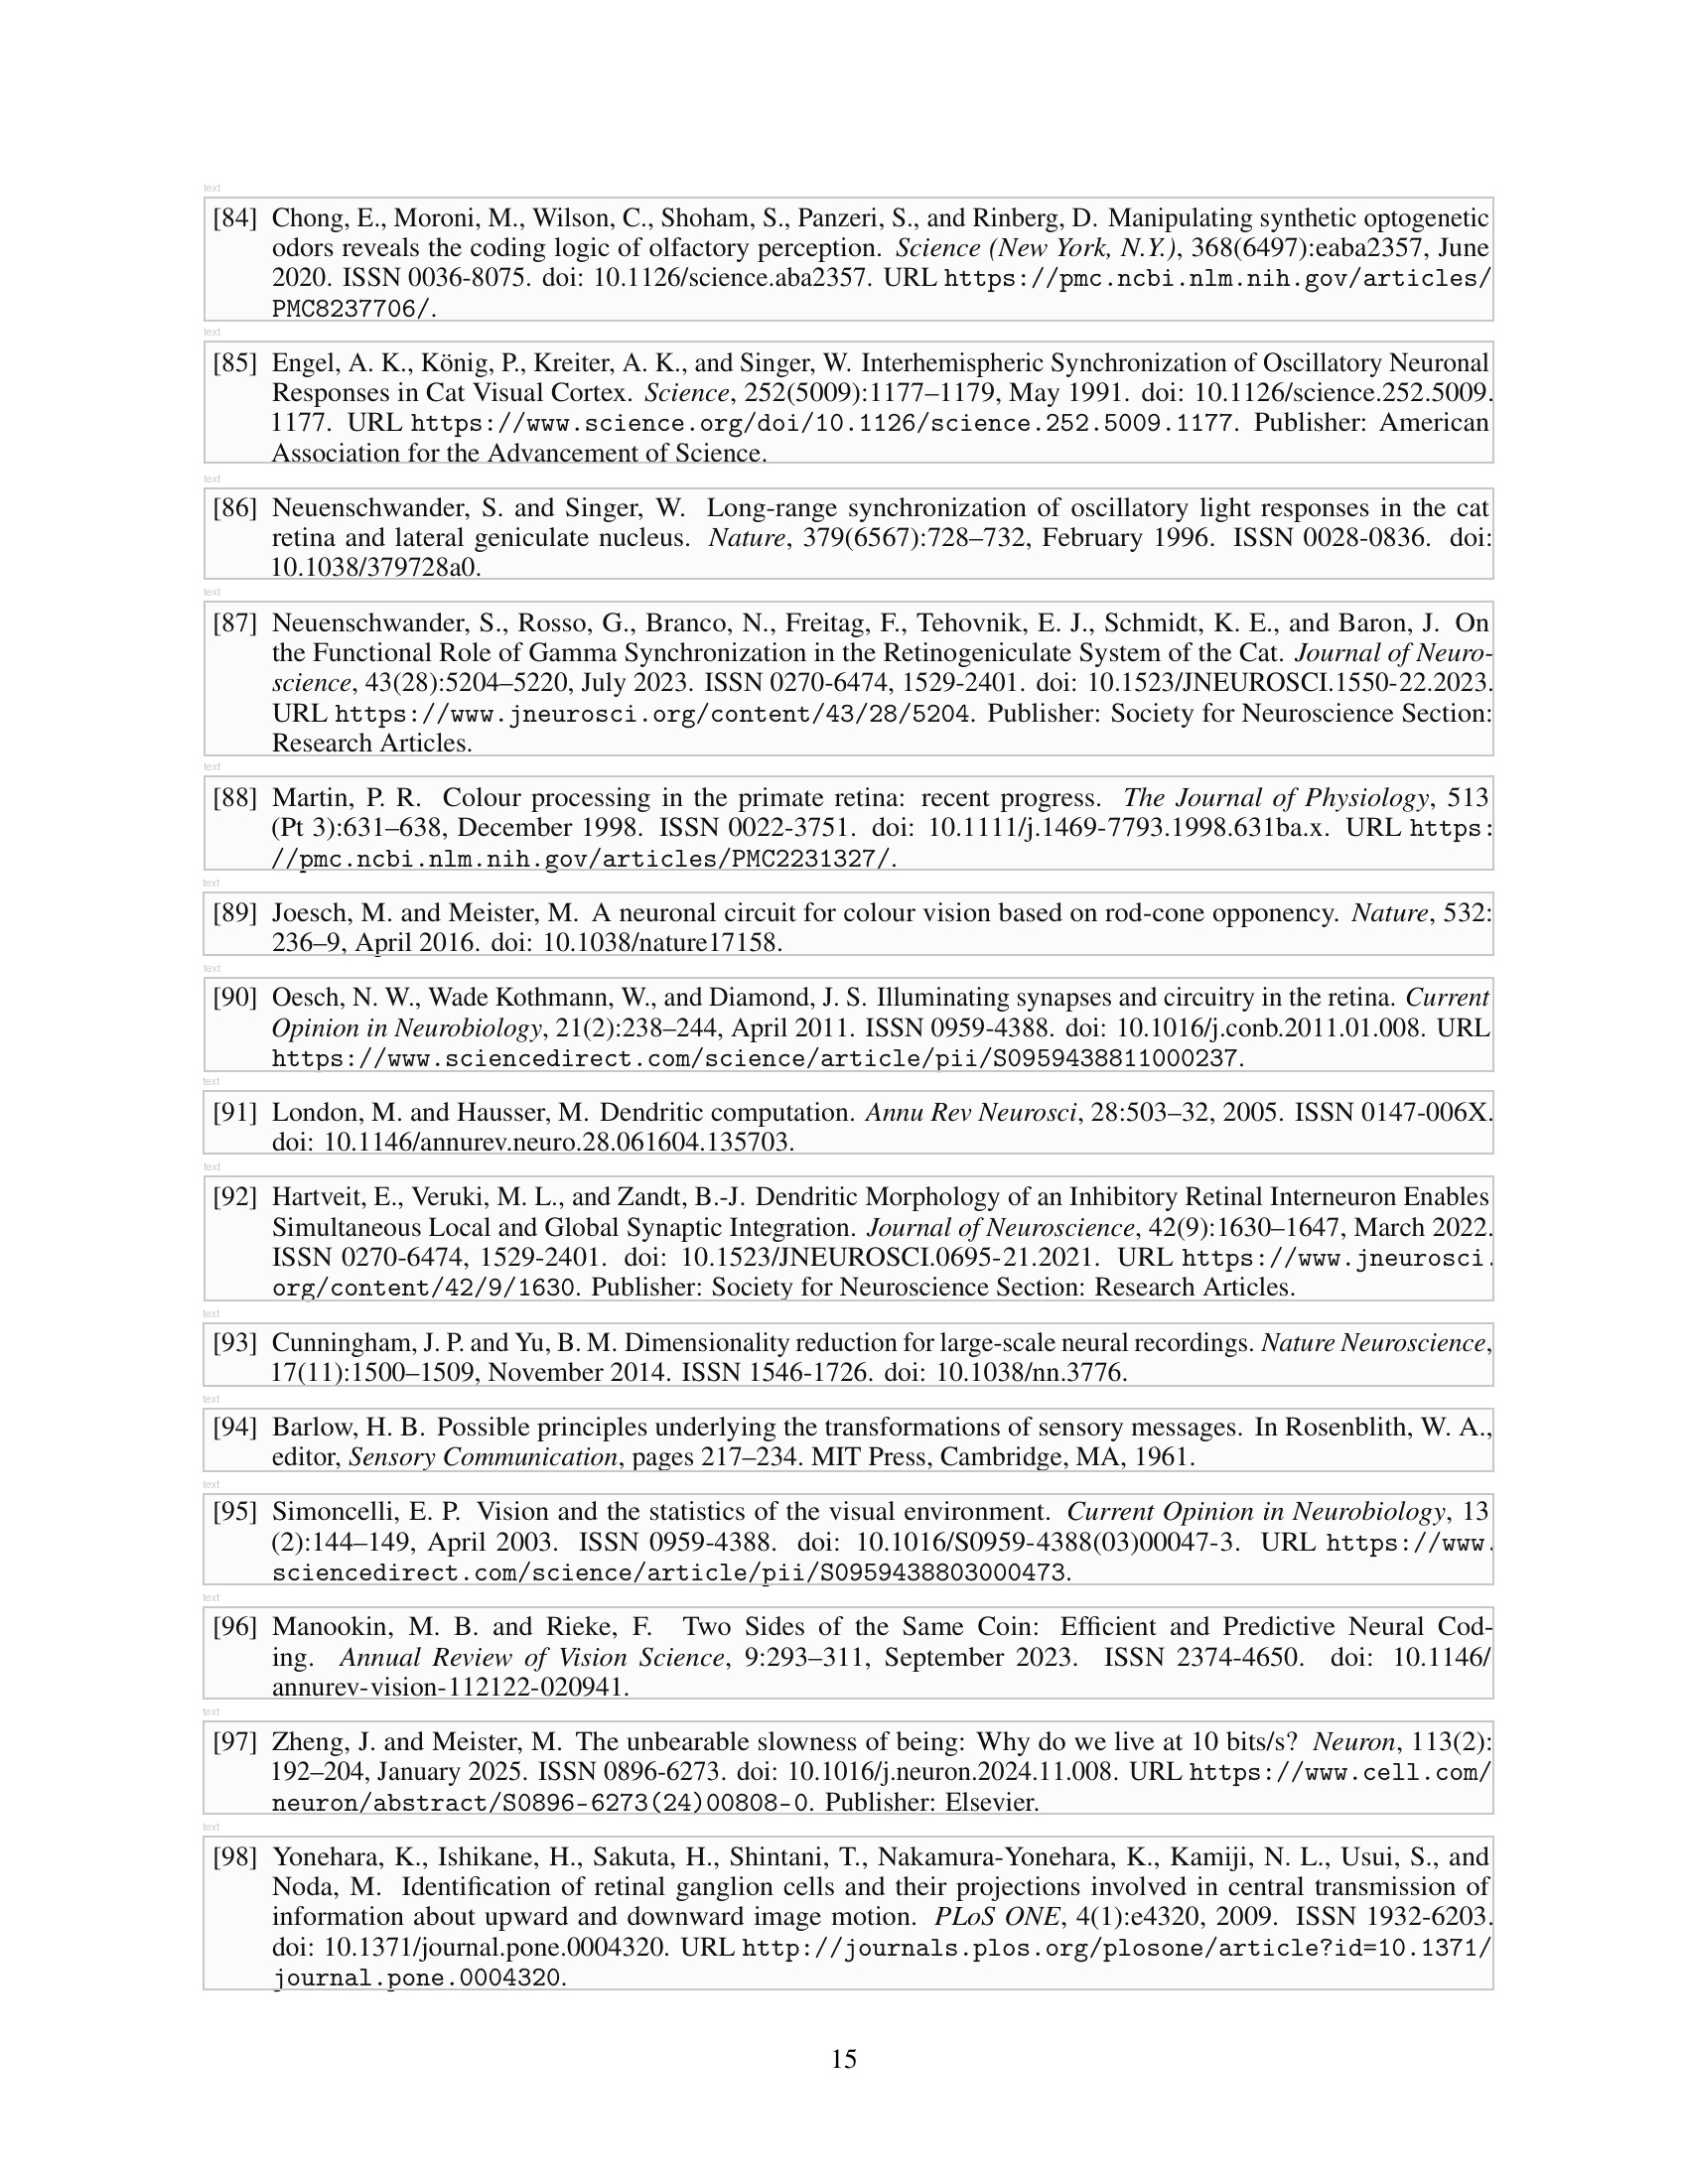 text
[84] Chong, E., Moroni, M., Wilson, C., Shoham, S., Panzeri, S., and Rinberg, D. Manipulating synthetic optogenetic
odors reveals the coding logic of olfactory perception. Science (New York, N.Y.), 368(6497):eaba2357, June
2020. ISSN 0036-8075. doi: 10.1126/science.aba2357. URL https://pmc.ncbi.nlm.nih.gov/articles/
PMC8237706/.
text
[85] Engel, A. K., König, P., Kreiter, A. K., and Singer, W. Interhemispheric Synchronization of Oscillatory Neuronal
Responses in Cat Visual Cortex. Science, 252(5009):1177–1179, May 1991. doi: 10.1126/science.252.5009.
1177. URL https://www.science.org/doi/10.1126/science.252.5009.1177. Publisher: American
Association for the Advancement of Science.
text
[86] Neuenschwander, S. and Singer, W. Long-range synchronization of oscillatory light responses in the cat
retina and lateral geniculate nucleus. Nature, 379(6567):728–732, February 1996. ISSN 0028-0836. doi:
10.1038/379728a0.
text
[87] Neuenschwander, S., Rosso, G., Branco, N., Freitag, F., Tehovnik, E. J., Schmidt, K. E., and Baron, J. On
the Functional Role of Gamma Synchronization in the Retinogeniculate System of the Cat. Journal of Neuro-
science, 43(28):5204–5220, July 2023. ISSN 0270-6474, 1529-2401. doi: 10.1523/JNEUROSCI.1550-22.2023.
URL https://www.jneurosci.org/content/43/28/5204. Publisher: Society for Neuroscience Section:
Research Articles.
text
[88] Martin, P. R. Colour processing in the primate retina: recent progress. The Journal of Physiology, 513
(Pt 3):631–638, December 1998. ISSN 0022-3751. doi: 10.1111/j.1469-7793.1998.631ba.x. URL https:
//pmc.ncbi.nlm.nih.gov/articles/PMC2231327/.
text
[89] Joesch, M. and Meister, M. A neuronal circuit for colour vision based on rod-cone opponency. Nature, 532:
236–9, April 2016. doi: 10.1038/nature17158.
text
[90] Oesch, N. W., Wade Kothmann, W., and Diamond, J. S. Illuminating synapses and circuitry in the retina. Current
Opinion in Neurobiology, 21(2):238–244, April 2011. ISSN 0959-4388. doi: 10.1016/j.conb.2011.01.008. URL
https://www.sciencedirect.com/science/article/pii/S0959438811000237.
text
[91] London, M. and Hausser, M. Dendritic computation. Annu Rev Neurosci, 28:503–32, 2005. ISSN 0147-006X.
doi: 10.1146/annurev.neuro.28.061604.135703.
text
[92] Hartveit, E., Veruki, M. L., and Zandt, B.-J. Dendritic Morphology of an Inhibitory Retinal Interneuron Enables
Simultaneous Local and Global Synaptic Integration. Journal of Neuroscience, 42(9):1630–1647, March 2022.
ISSN 0270-6474, 1529-2401. doi: 10.1523/JNEUROSCI.0695-21.2021. URL https://www.jneurosci.
org/content/42/9/1630. Publisher: Society for Neuroscience Section: Research Articles.
text
[93] Cunningham, J. P. and Yu, B. M. Dimensionality reduction for large-scale neural recordings. Nature Neuroscience,
17(11):1500–1509, November 2014. ISSN 1546-1726. doi: 10.1038/nn.3776.
text
[94] Barlow, H. B. Possible principles underlying the transformations of sensory messages. In Rosenblith, W. A.,
editor, Sensory Communication, pages 217–234. MIT Press, Cambridge, MA, 1961.
text
[95] Simoncelli, E. P. Vision and the statistics of the visual environment. Current Opinion in Neurobiology, 13
(2):144–149, April 2003. ISSN 0959-4388. doi: 10.1016/S0959-4388(03)00047-3. URL https://www.
sciencedirect.com/science/article/pii/S0959438803000473.
text
[96] Manookin, M. B. and Rieke, F. Two Sides of the Same Coin: Efficient and Predictive Neural Cod-
ing. Annual Review of Vision Science, 9:293–311, September 2023. ISSN 2374-4650. doi: 10.1146/
annurev-vision-112122-020941.
text
[97] Zheng, J. and Meister, M. The unbearable slowness of being: Why do we live at 10 bits/s? Neuron, 113(2):
192–204, January 2025. ISSN 0896-6273. doi: 10.1016/j.neuron.2024.11.008. URL https://www.cell.com/
neuron/abstract/S0896-6273(24)00808-0. Publisher: Elsevier.
text
[98] Yonehara, K., Ishikane, H., Sakuta, H., Shintani, T., Nakamura-Yonehara, K., Kamiji, N. L., Usui, S., and
Noda, M. Identification of retinal ganglion cells and their projections involved in central transmission of
information about upward and downward image motion. PLoS ONE, 4(1):e4320, 2009. ISSN 1932-6203.
doi: 10.1371/journal.pone.0004320. URL http://journals.plos.org/plosone/article?id=10.1371/
journal.pone.0004320.
15